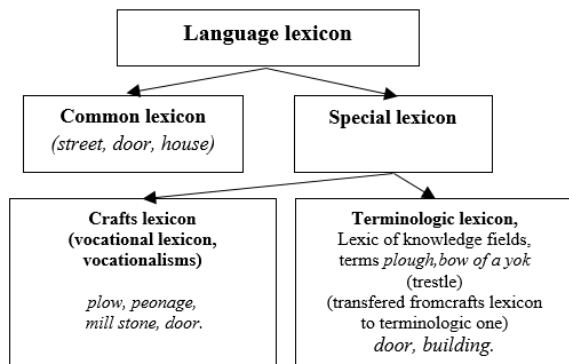 Language lexicon
Common lexicon
(street, door, house)
Special lexicon
Crafts lexicon
(vocational lexicon,
vocationalisms)
plow, peonage,
mill stone, door.
Terminologic lexicon,
Lexic of knowledge fields,
terms plough,bow of a yok
(trestle)
(transfered fromcrafts lexicon
to terminologic one)
door, building.